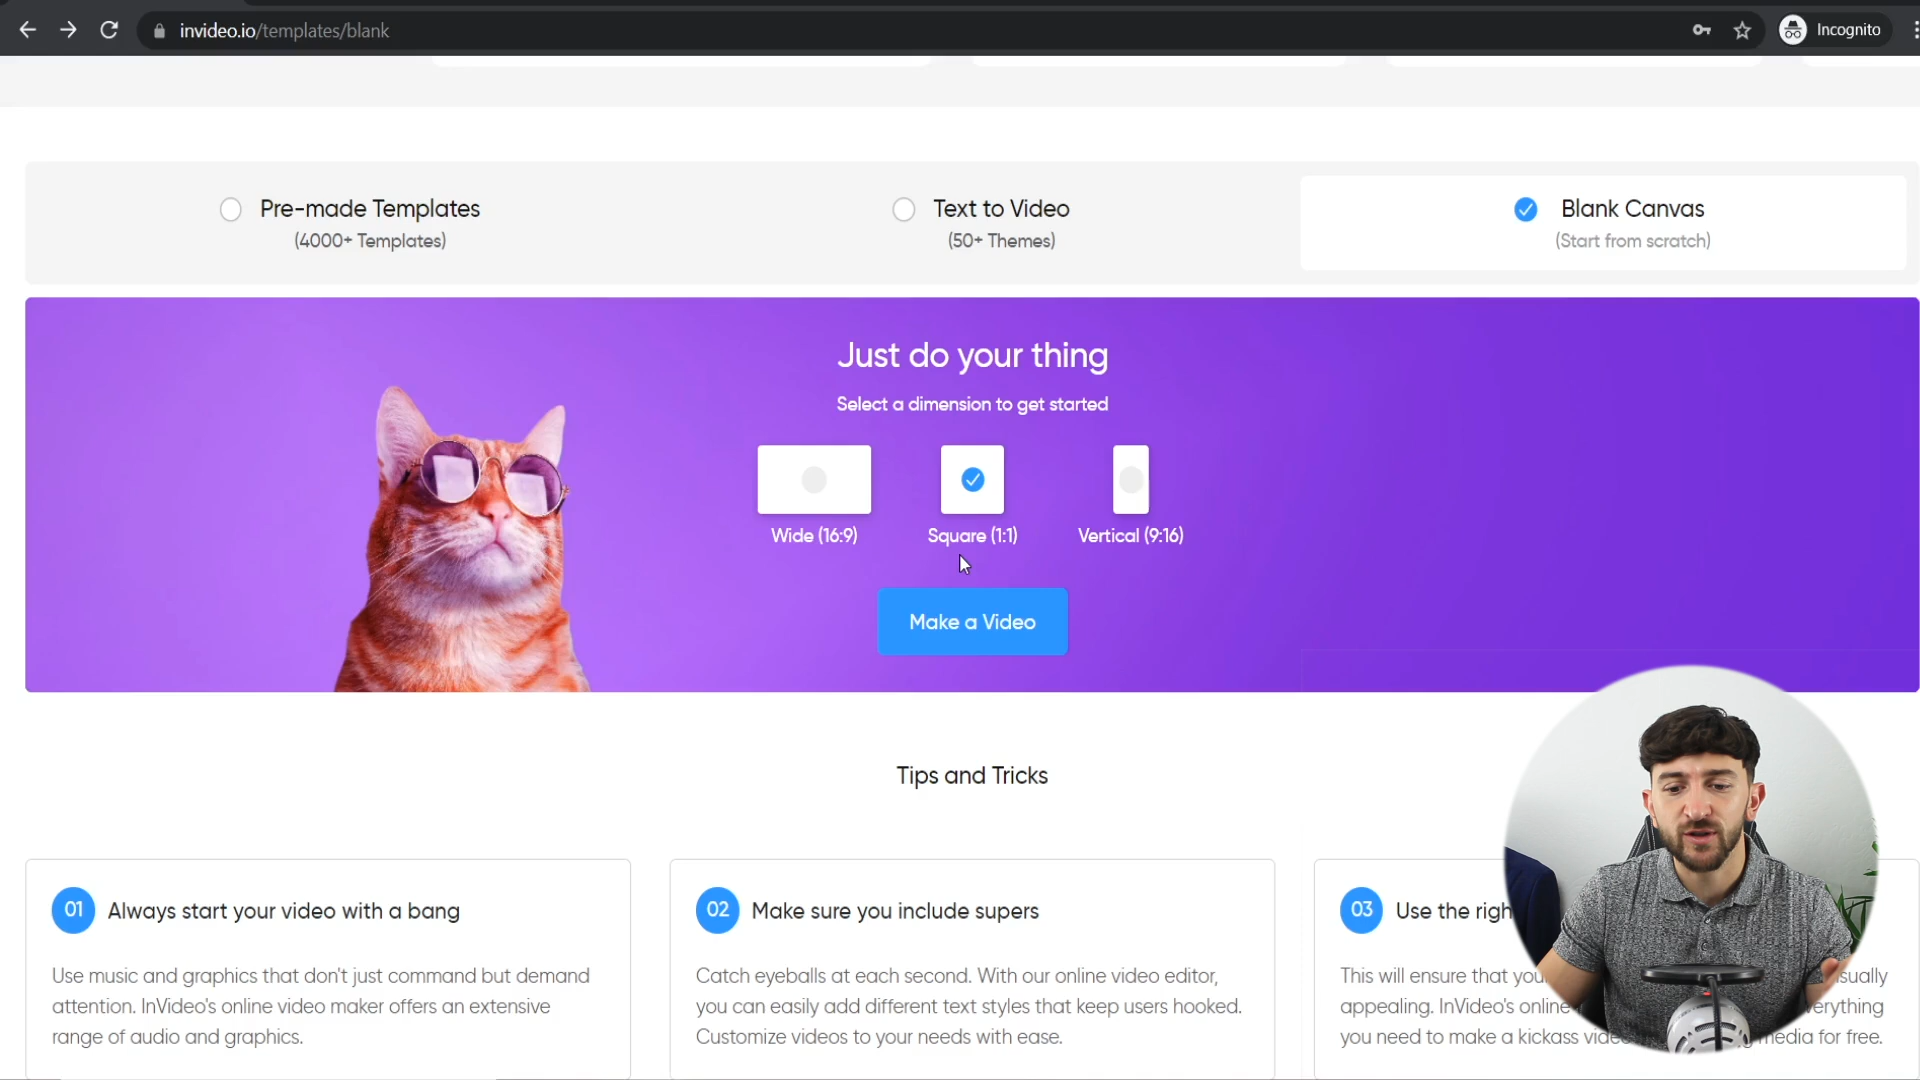 invideo.io/templates/blank
Incognito
Pre-made Templates
(4000+ Templates)
Text to Video
(50+ Themes)
Blank Canvas
(Start from scratch)
Just do your thing
Select a dimension to get started
Wide (16:9)
Square (1:1)
Vertical (9:16)
Make a Video
Tips and Tricks
01 Always start your video with a bang
Use music and graphics that don't just command but demand
attention. InVideo's online video maker offers an extensive
range of audio and graphics.
02 Make sure you include supers
Catch eyeballs at each second. With our online video editor,
you can easily add different text styles that keep users hooked.
Customize videos to your needs with ease.
03 Use the
This will ensure that
appealing. InVideo's
you need to make a kickass media for free.